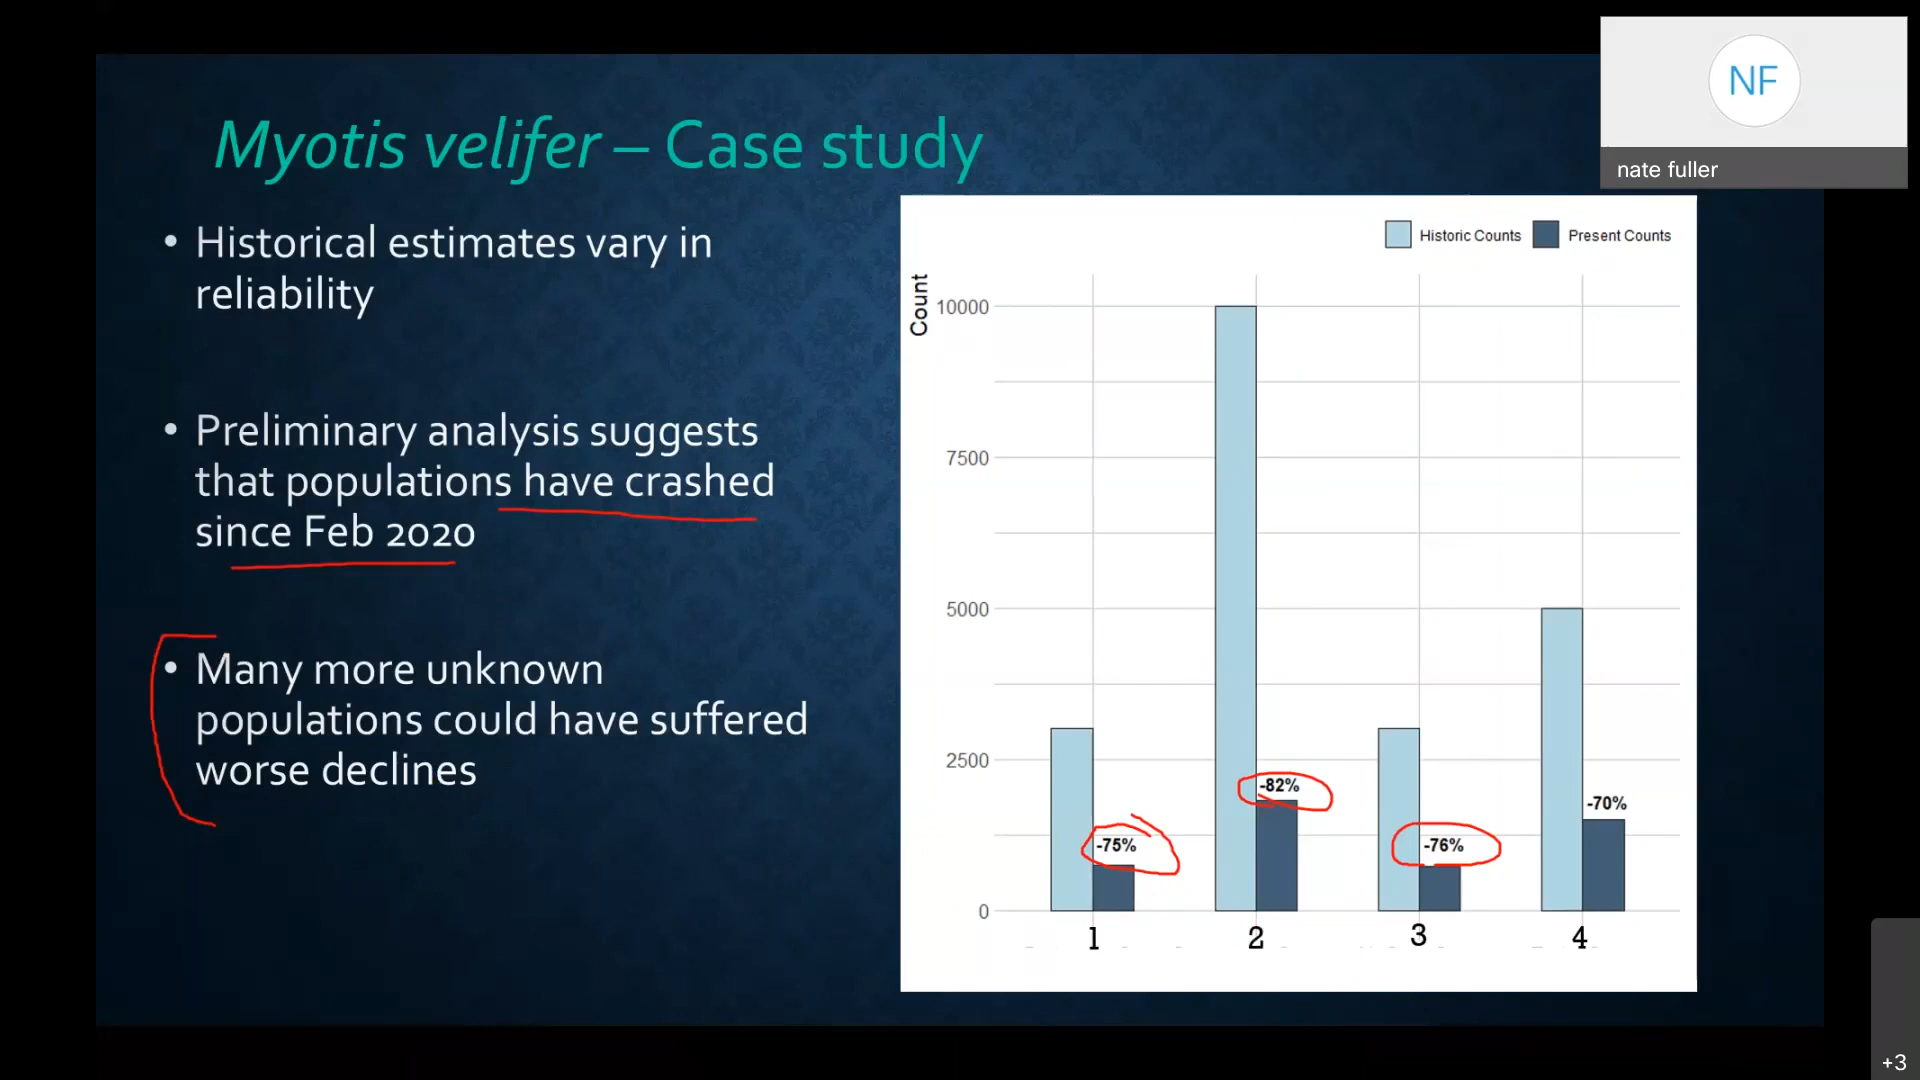 NF
nate fuller
Myotis velifer – Case study
• Historical estimates vary in
reliability
• Preliminary analysis suggests
that populations have crashed
since Feb 2020
• Many more unknown
populations could have suffered
worse declines
Historic Counts Present Counts
Count
10000
7500
5000
2500
0
-75%
-82%
-76%
-70%
1 2 3 4
+3